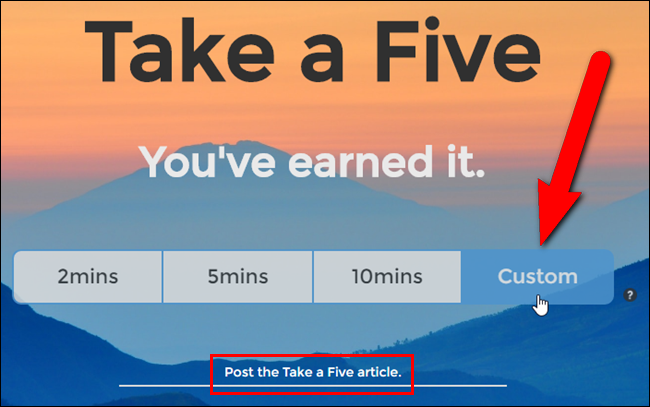 Take a Five
You've earned it.
2mins 5mins 10mins Custom
?
Post the Take a Five article.